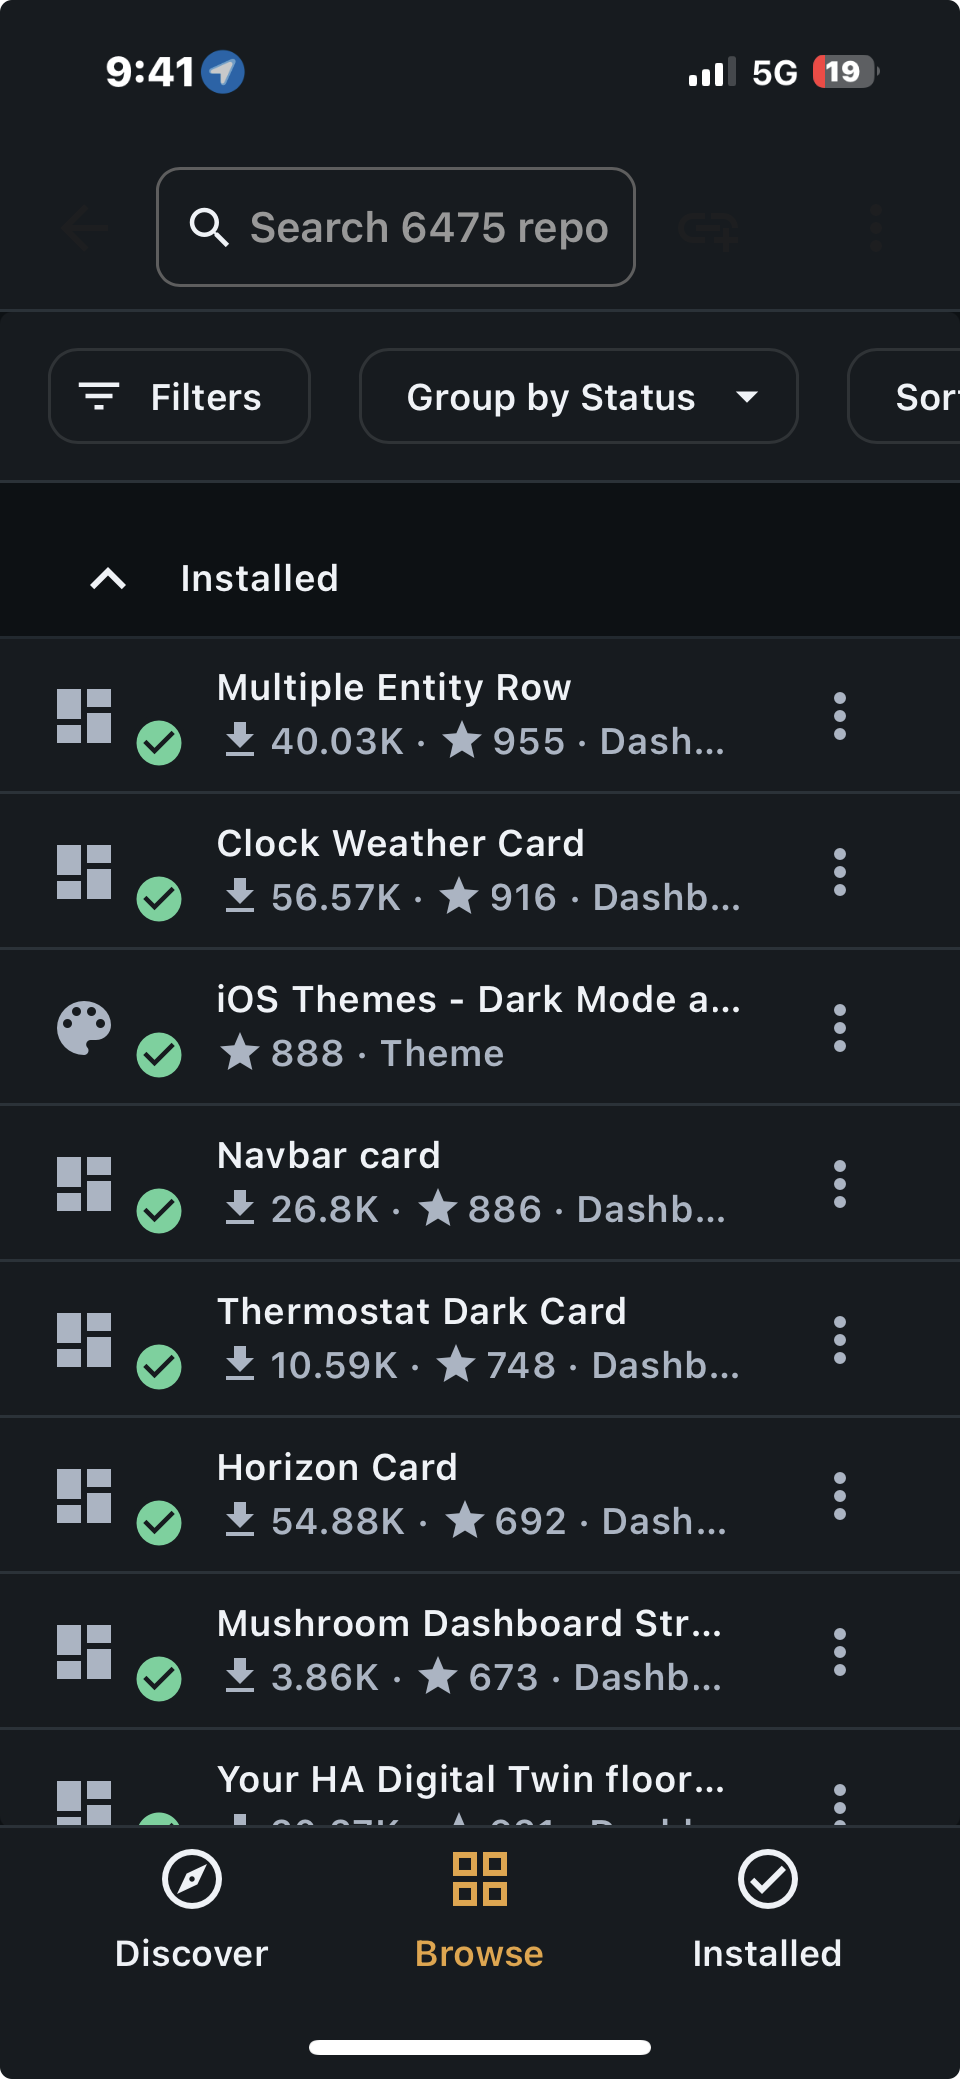 9:41
5G
19
Search 6475 repo
Filters
Group by Status
Sor
Installed
Multiple Entity Row
40.03K · 955 · Dash...
Clock Weather Card
56.57K · 916 · Dashb...
iOS Themes - Dark Mode a...
888 · Theme
Navbar card
26.8K · 886 · Dashb...
Thermostat Dark Card
10.59K · 748 · Dashb...
Horizon Card
54.88K · 692 · Dash...
Mushroom Dashboard Str...
3.86K · 673 · Dashb...
Your HA Digital Twin floor...
Discover
Browse
Installed